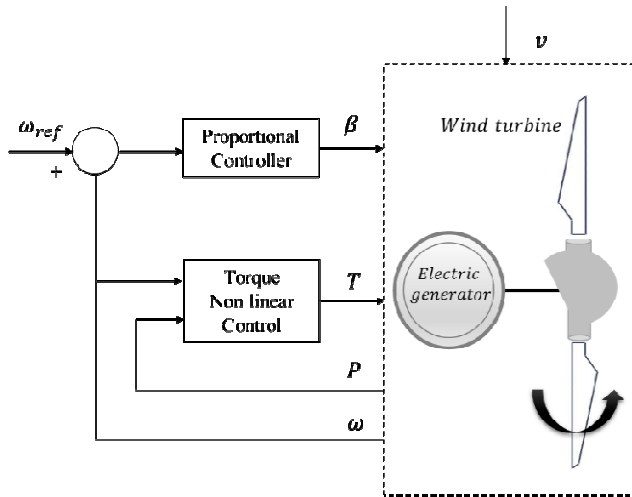 v
ω_ref
+
Proportional
Controller
β
Wind turbine
Torque
Non linear
Control
T
Electric
generator
P
ω